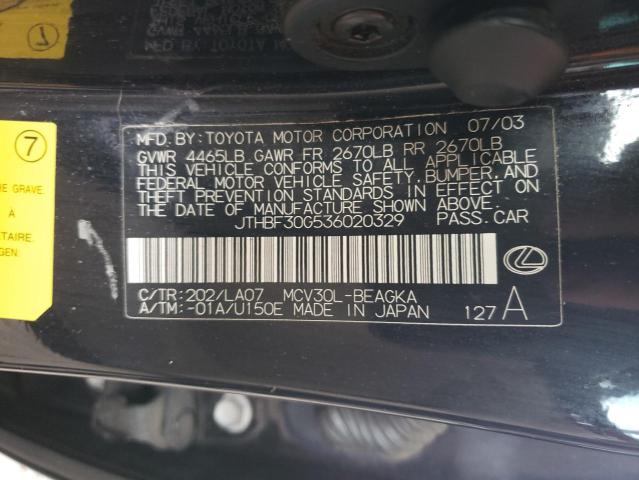 MFD.BY:TOYOTA MOTOR CORPORATION 07/03
GVWR 4465LB GAWR FR 2670LB RR 2670LB
THIS VEHICLE CONFORMS TO ALL APPLICABLE
FEDERAL MOTOR VEHICLE SAFETY,BUMPER,AND
THEFT PREVENTION STANDARDS IN EFFECT ON
THE DATE OF MANUFACTURE SHOWN ABOVE.
JTHBF30G536020329 PASS.CAR
C/TR:202/LA07 MCV30L-BEAGKA
A/TM:-01A/U150E MADE IN JAPAN 127 A
7
THE GRAVE.
À
GEN.
7